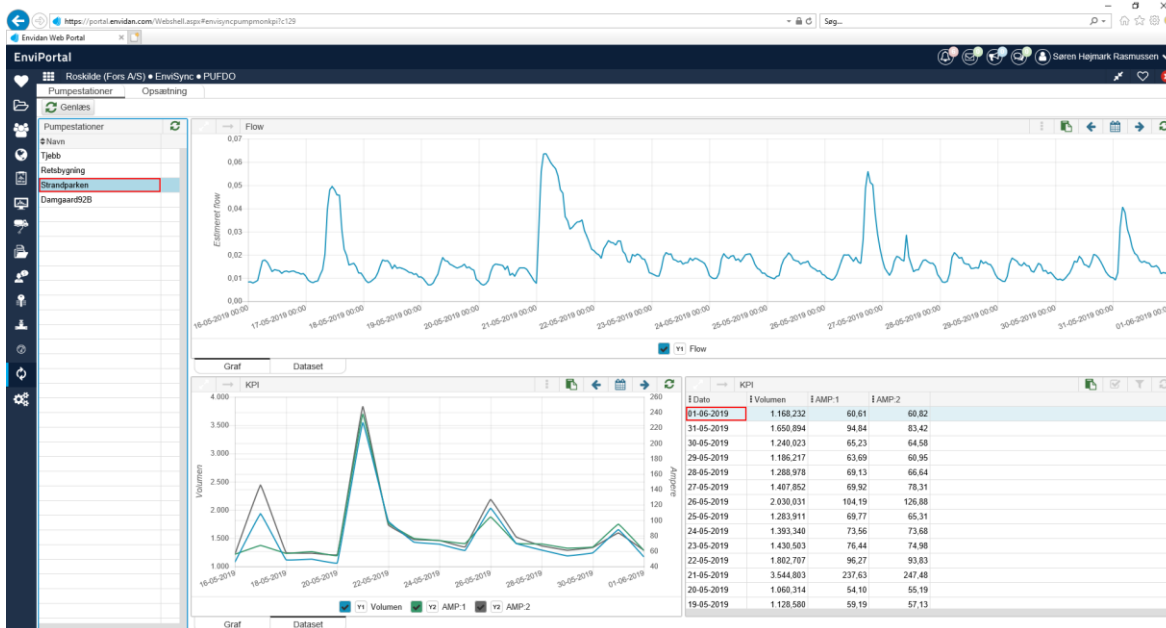 https://portal.envidan.com/Webshell.aspx#envisyncpumpmonkpi?c129
Søg...
Envidan Web Portal
EnviPortal
Søren Højmark Rasmussen
Roskilde (Fors A/S) ● EnviSync ● PUFDO
Pumpestationer Opsætning
Genlæs
Pumpestationer
Navn
Tjebb
Retsbygning
Strandparken
Damgaard92B
Flow
Estimeret flow
0,07
0,06
0,05
0,04
0,03
0,02
0,01
0,00
16-05-2019 00:00 17-05-2019 00:00 18-05-2019 00:00 19-05-2019 00:00 20-05-2019 00:00 21-05-2019 00:00 22-05-2019 00:00 23-05-2019 00:00 24-05-2019 00:00 25-05-2019 00:00 26-05-2019 00:00 27-05-2019 00:00 28-05-2019 00:00 29-05-2019 00:00 30-05-2019 00:00 31-05-2019 00:00 01-06-2019 00:00
Y1 Flow
Graf Dataset
KPI
Volumen
4.000
3.500
3.000
2.500
2.000
1.500
1.000
260
240
220
200
180
160
140
120
100
80
60
40
Ampere
16-05-2019 18-05-2019 20-05-2019 22-05-2019 24-05-2019 26-05-2019 28-05-2019 30-05-2019 01-06-2019
Y1 Volumen Y2 AMP:1 Y2 AMP:2
Graf Dataset
KPI
Dato Volumen AMP:1 AMP:2
01-06-2019 1.168,232 60,61 60,82
31-05-2019 1.650,894 94,84 83,42
30-05-2019 1.240,023 65,23 64,58
29-05-2019 1.186,217 63,69 60,95
28-05-2019 1.288,978 69,13 66,64
27-05-2019 1.407,852 69,92 78,31
26-05-2019 2.030,031 104,19 126,88
25-05-2019 1.283,911 69,77 65,31
24-05-2019 1.393,340 73,56 73,68
23-05-2019 1.430,503 76,44 74,98
22-05-2019 1.802,707 96,27 93,83
21-05-2019 3.544,803 237,63 247,48
20-05-2019 1.060,314 54,10 55,19
19-05-2019 1.128,580 59,19 57,13